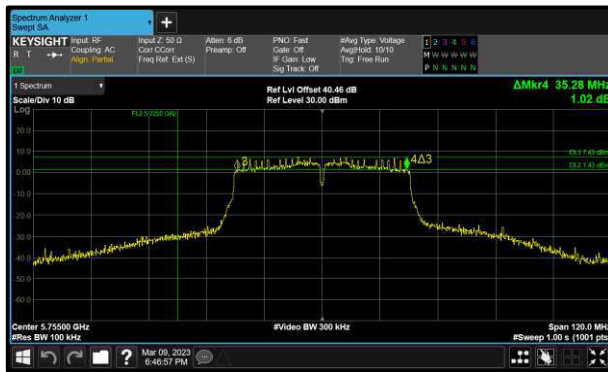 Spectrum Analyzer 1
Swept SA
KEYSIGHT
R T
LXI
Input: RF
Coupling: AC
Align: Partial
Input Z: 50 Ω
Corr CCorr
Freq Ref: Ext (S)
Atten: 6 dB
Preamp: Off
PNO: Fast
Gate: Off
IF Gain: Low
Sig Track: Off
#Avg Type: Voltage
Avg|Hold: 10/10
Trig: Free Run
1 2 3 4 5 6
M W W W W W
P N N N N N
1 Spectrum
Scale/Div 10 dB
Log
Ref Lvl Offset 40.46 dB
Ref Level 30.00 dBm
ΔMkr4 35.28 MHz
1.02 dB
20.0
10.0
0.00
-10.0
-20.0
-30.0
-40.0
-50.0
-60.0
3
4Δ3
Center 5.75500 GHz
#Res BW 100 kHz
#Video BW 300 kHz
Span 120.0 MHz
#Sweep 1.00 s (1001 pts)
?
Mar 09, 2023
6:46:57 PM